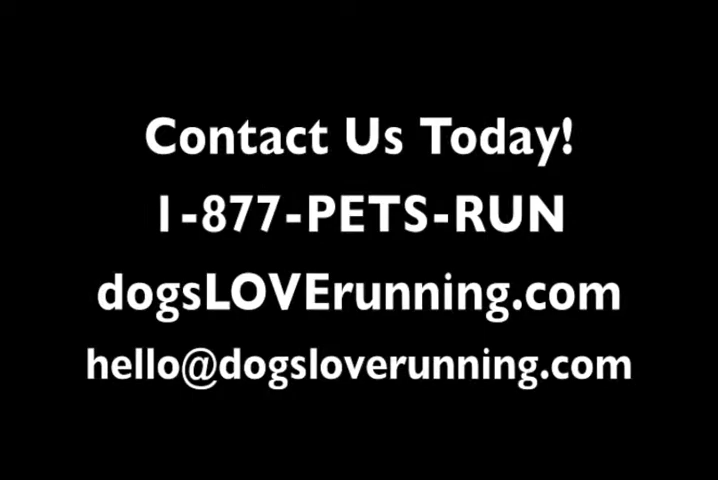 Contact Us Today!
1-877-PETS-RUN
dogsLOVErunning.com
hello@dogsloverunning.com